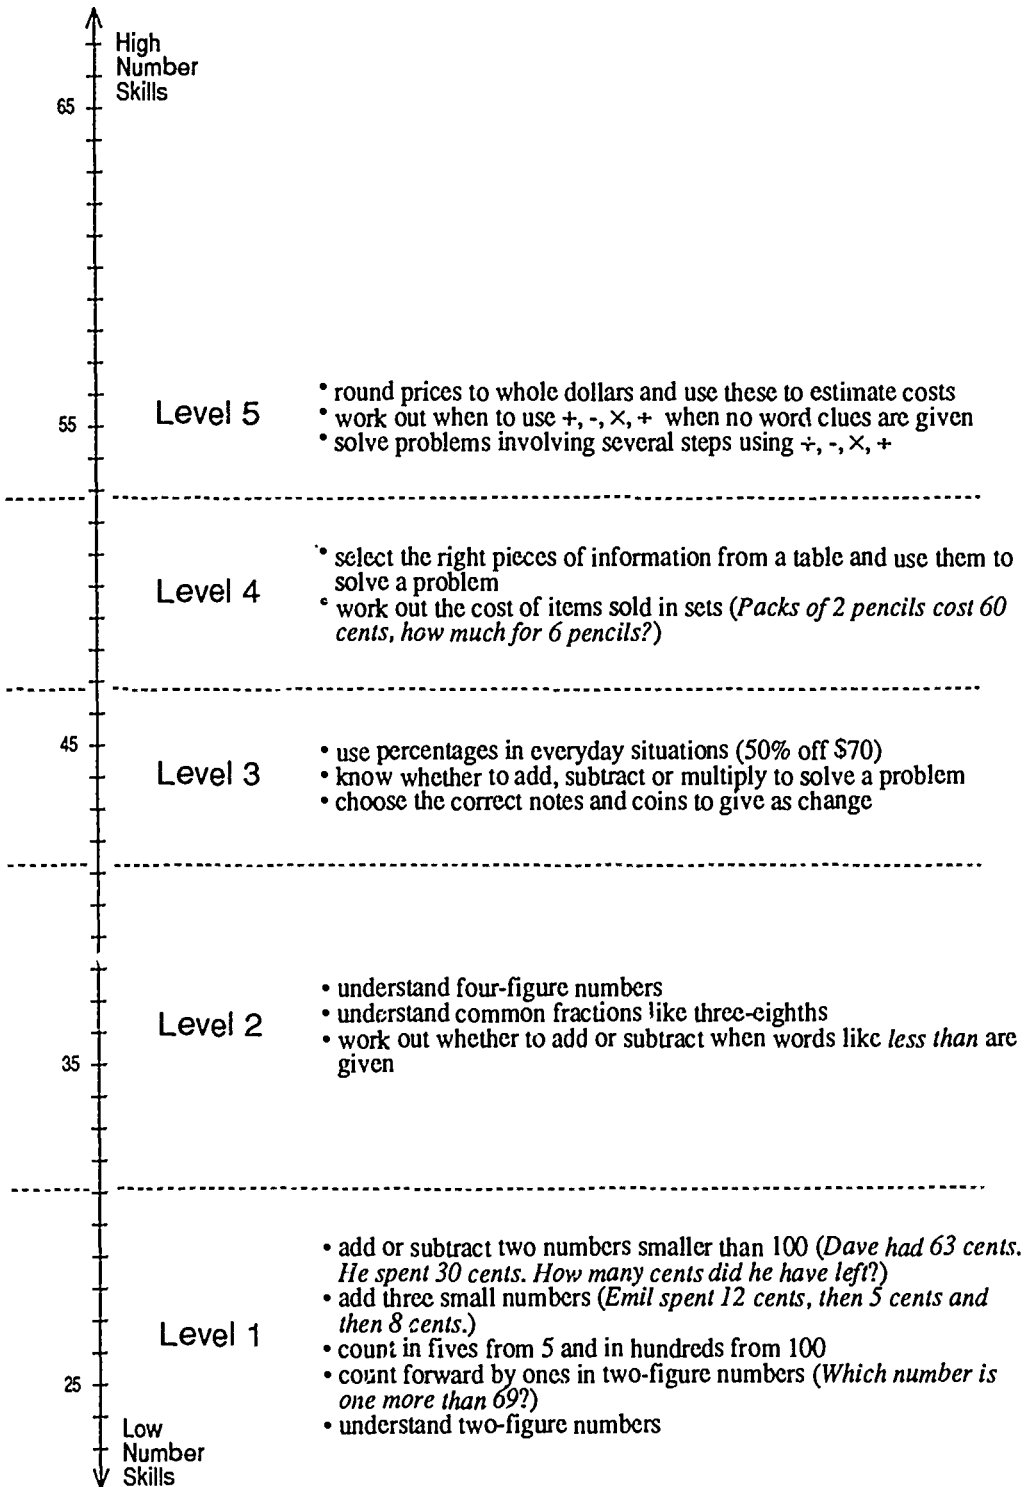 High
Number
Skills
65
Level 5
• round prices to whole dollars and use these to estimate costs
55
• work out when to use +, -, ×, + when no word clues are given
• solve problems involving several steps using ÷, -, ×, +
Level 4
• select the right pieces of information from a table and use them to
solve a problem
• work out the cost of items sold in sets (Packs of 2 pencils cost 60
cents, how much for 6 pencils?)
45
Level 3
• use percentages in everyday situations (50% off $70)
• know whether to add, subtract or multiply to solve a problem
• choose the correct notes and coins to give as change
Level 2
• understand four-figure numbers
• understand common fractions like three-eighths
• work out whether to add or subtract when words like less than are
given
35
Level 1
• add or subtract two numbers smaller than 100 (Dave had 63 cents.
He spent 30 cents. How many cents did he have left?)
• add three small numbers (Emil spent 12 cents, then 5 cents and
then 8 cents.)
• count in fives from 5 and in hundreds from 100
• count forward by ones in two-figure numbers (Which number is
one more than 69?)
• understand two-figure numbers
25
Low
Number
Skills